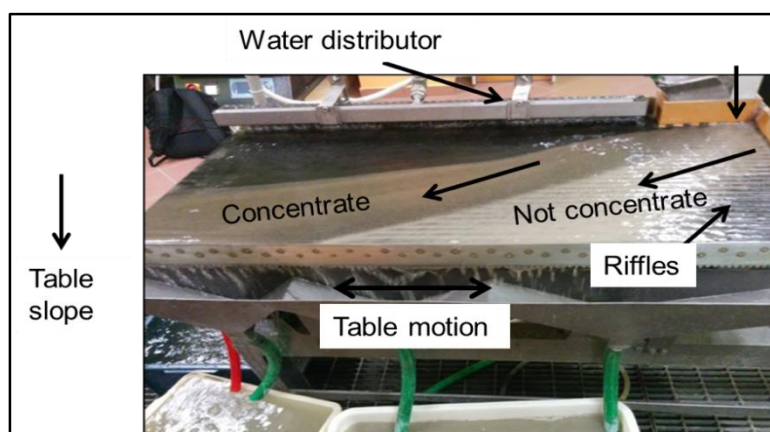 Water distributor
Concentrate
Not concentrate
Riffles
Table
slope
Table motion